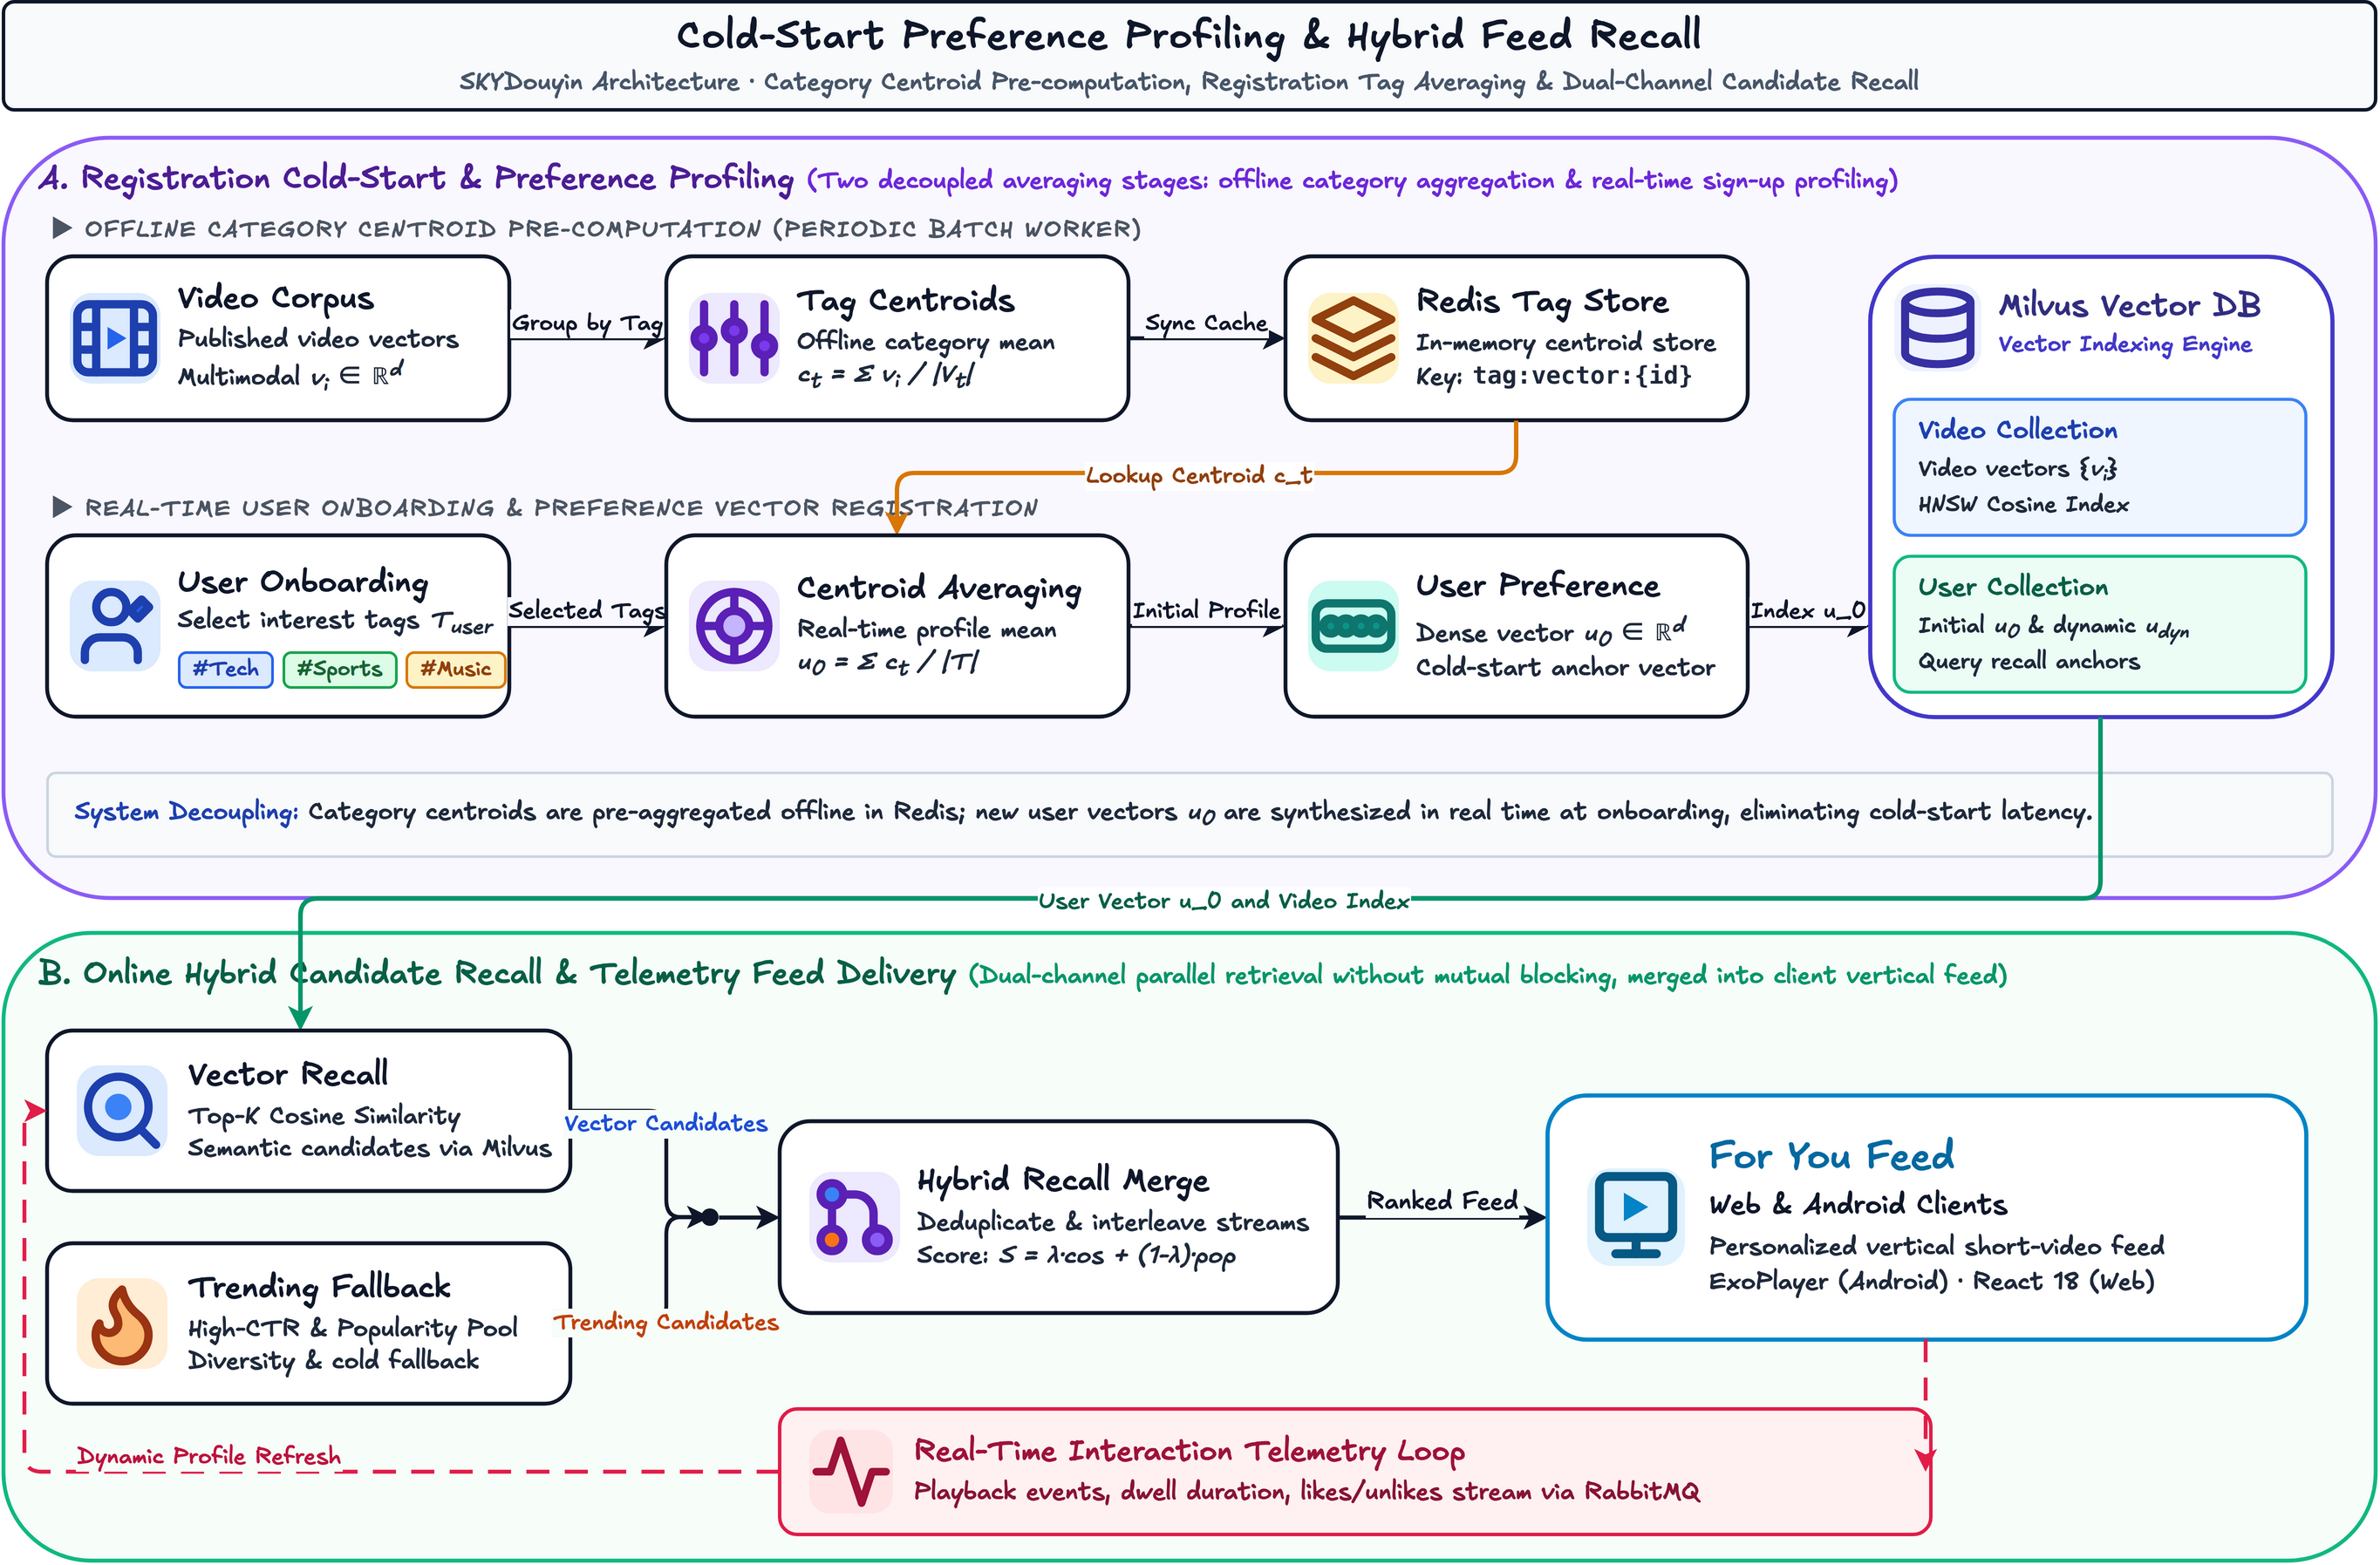 Cold-Start Preference Profiling & Hybrid Feed Recall
SKYDouyin Architecture · Category Centroid Pre-computation, Registration Tag Averaging & Dual-Channel Candidate Recall
A. Registration Cold-Start & Preference Profiling (Two decoupled averaging stages: offline category aggregation & real-time sign-up profiling)
▶ OFFLINE CATEGORY CENTROID PRE-COMPUTATION (PERIODIC BATCH WORKER)
Video Corpus
Published video vectors
Multimodal v_i ∈ ℝ^d
Group by Tag
Tag Centroids
Offline category mean
c_t = Σ v_i / |V_t|
Sync Cache
Redis Tag Store
In-memory centroid store
Key: tag:vector:{id}
Milvus Vector DB
Vector Indexing Engine
Video Collection
Video vectors {v_i}
HNSW Cosine Index
User Collection
Initial u_0 & dynamic u_dyn
Query recall anchors
Lookup Centroid c_t
▶ REAL-TIME USER ONBOARDING & PREFERENCE VECTOR REGISTRATION
User Onboarding
Select interest tags T_user
#Tech #Sports #Music
Selected Tags
Centroid Averaging
Real-time profile mean
u_0 = Σ c_t / |T|
Initial Profile
User Preference
Dense vector u_0 ∈ ℝ^d
Cold-start anchor vector
Index u_0
System Decoupling: Category centroids are pre-aggregated offline in Redis; new user vectors u_0 are synthesized in real time at onboarding, eliminating cold-start latency.
User Vector u_0 and Video Index
B. Online Hybrid Candidate Recall & Telemetry Feed Delivery (Dual-channel parallel retrieval without mutual blocking, merged into client vertical feed)
Vector Recall
Top-K Cosine Similarity
Semantic candidates via Milvus
Vector Candidates
Trending Fallback
High-CTR & Popularity Pool
Diversity & cold fallback
Trending Candidates
Hybrid Recall Merge
Deduplicate & interleave streams
Score: S = λ·cos + (1-λ)·pop
Ranked Feed
For You Feed
Web & Android Clients
Personalized vertical short-video feed
ExoPlayer (Android) · React 18 (Web)
Dynamic Profile Refresh
Real-Time Interaction Telemetry Loop
Playback events, dwell duration, likes/unlikes stream via RabbitMQ